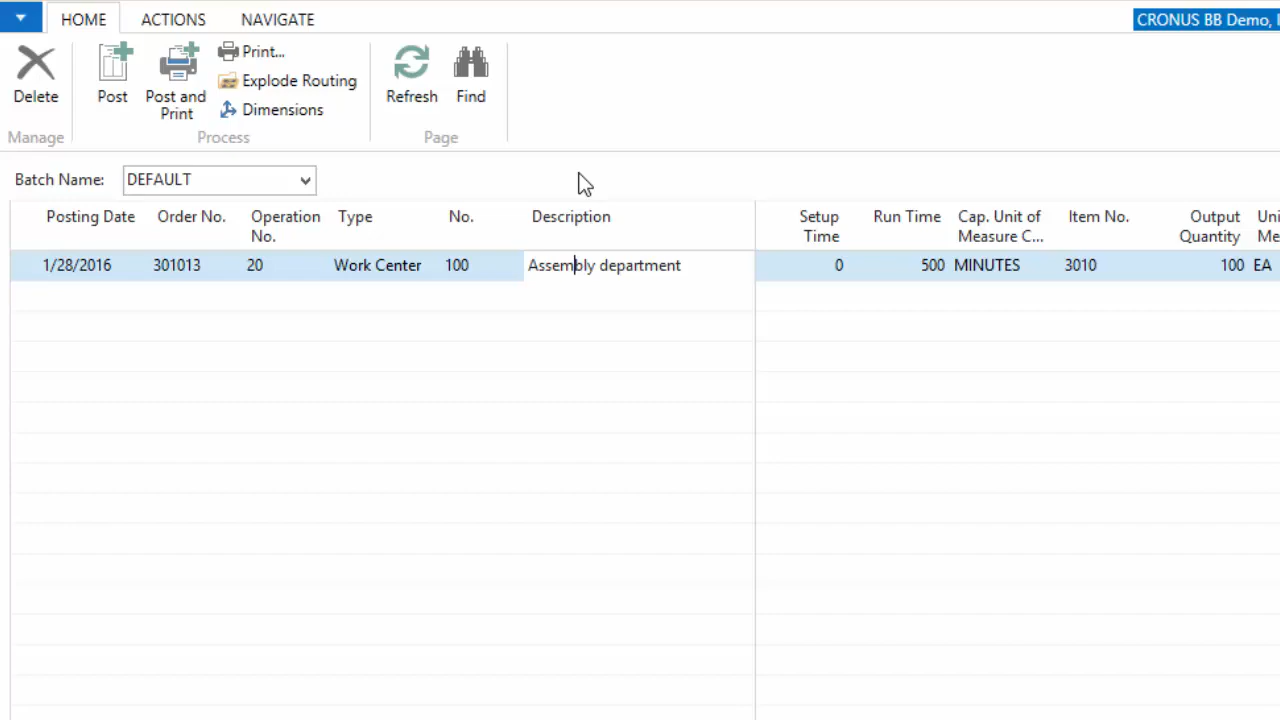 HOME ACTIONS NAVIGATE CRONUS BB Demo,
Delete Post Post and Print Print... Explode Routing Dimensions Refresh Find
Manage Process Page
Batch Name: DEFAULT
Posting Date Order No. Operation No. Type No. Description Setup Time Run Time Cap. Unit of Measure C... Item No. Output Quantity
1/28/2016 301013 20 Work Center 100 Assembly department 0 500 MINUTES 3010 100 EA